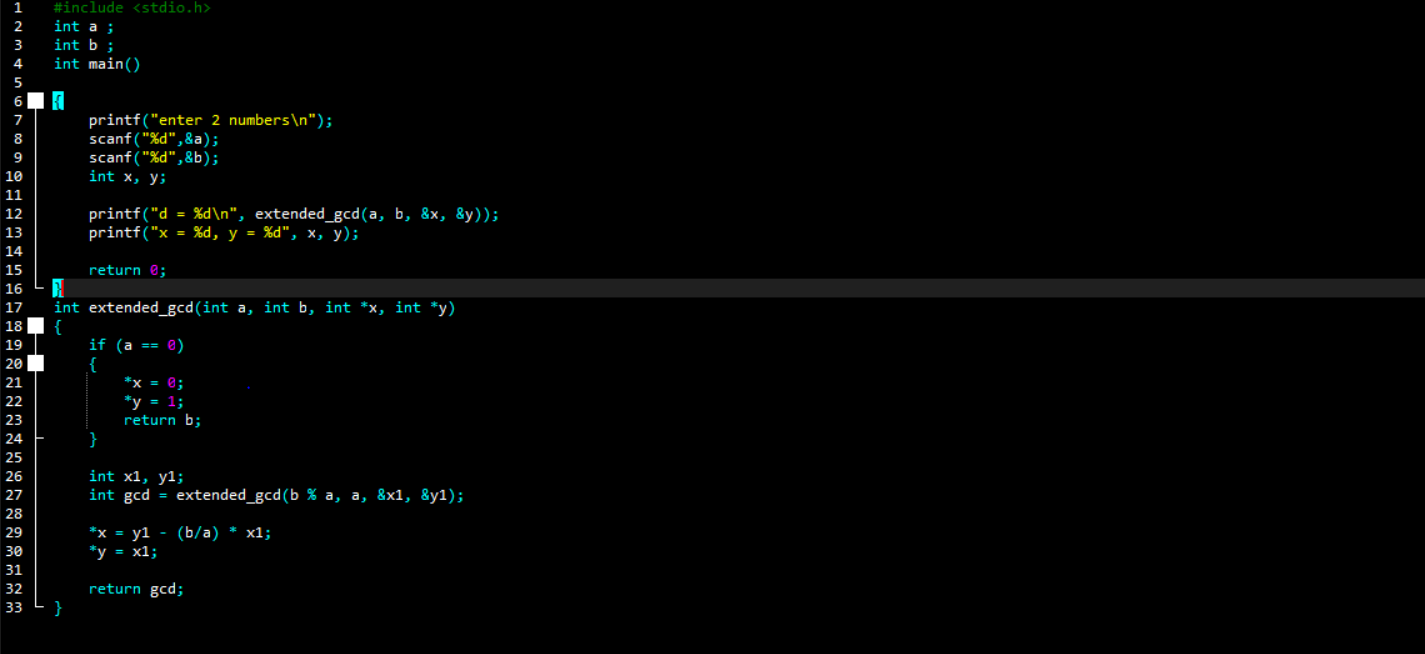 1 #include <stdio.h>
2 int a ;
3 int b ;
4 int main()
5
6 {
7 printf("enter 2 numbers\n");
8 scanf("%d",&a);
9 scanf("%d",&b);
10 int x, y;
11
12 printf("d = %d\n", extended_gcd(a, b, &x, &y));
13 printf("x = %d, y = %d", x, y);
14
15 return 0;
16 }
17 int extended_gcd(int a, int b, int *x, int *y)
18 {
19 if (a == 0)
20 {
21 *x = 0;
22 *y = 1;
23 return b;
24 }
25
26 int x1, y1;
27 int gcd = extended_gcd(b % a, a, &x1, &y1);
28
29 *x = y1 - (b/a) * x1;
30 *y = x1;
31
32 return gcd;
33 }